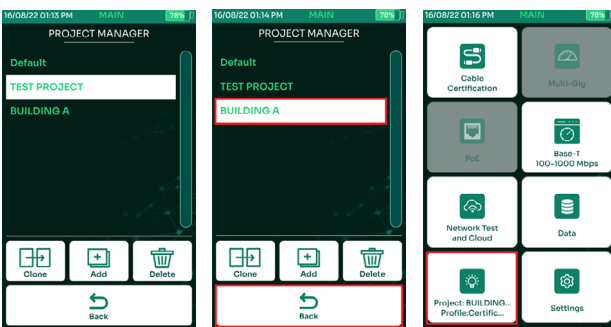 16/08/22 01:13 PM MAIN 78%
PROJECT MANAGER
Default
TEST PROJECT
BUILDING A
Clone Add Delete
Back
16/08/22 01:14 PM MAIN 78%
PROJECT MANAGER
Default
TEST PROJECT
BUILDING A
Clone Add Delete
Back
16/08/22 01:16 PM MAIN 78%
Cable
Certification
Multi-Gig
PoE
Base-T
100-1000 Mbps
Network Test
and Cloud
Data
Project: BUILDING...
Profile:Certific...
Settings